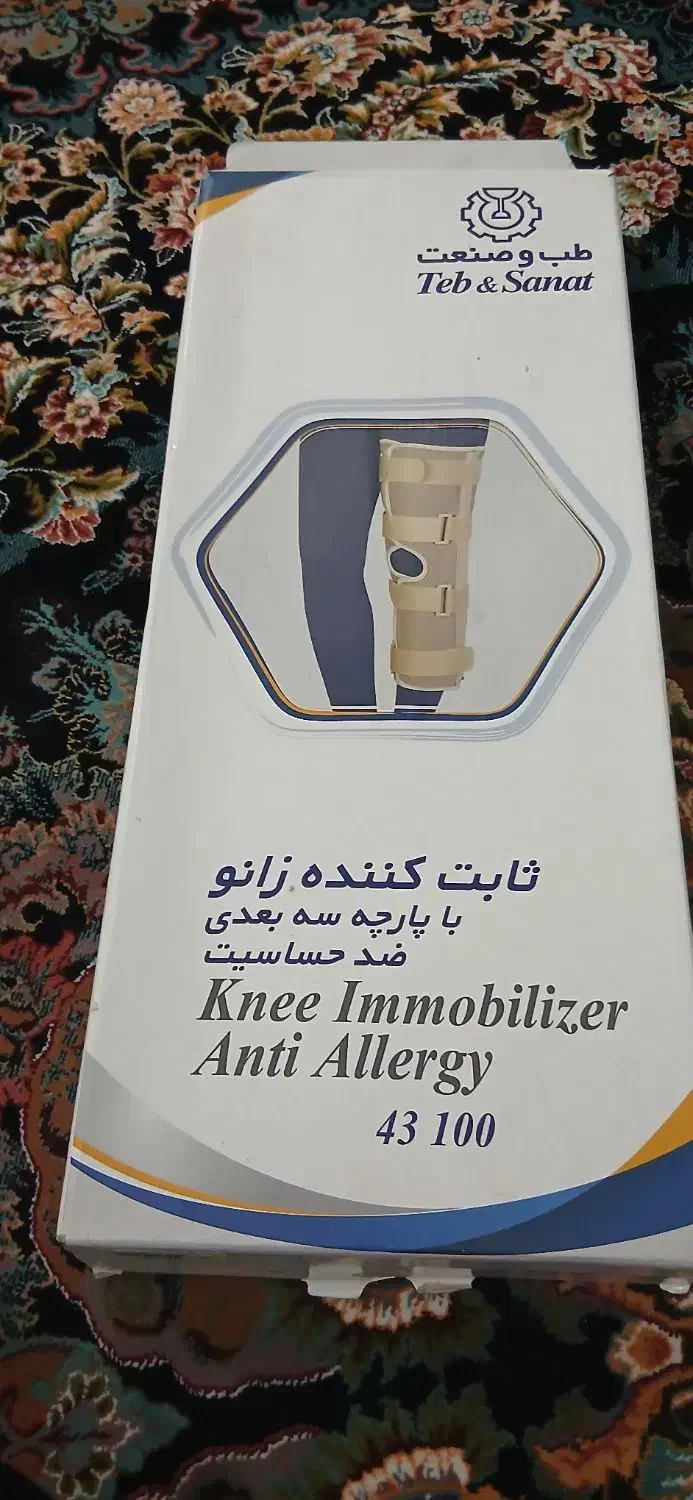 طب و صنعت
Teb & Sanat
ثابت کننده زانو
با پارچه سه بعدی
ضد حساسیت
Knee Immobilizer
Anti Allergy
43 100